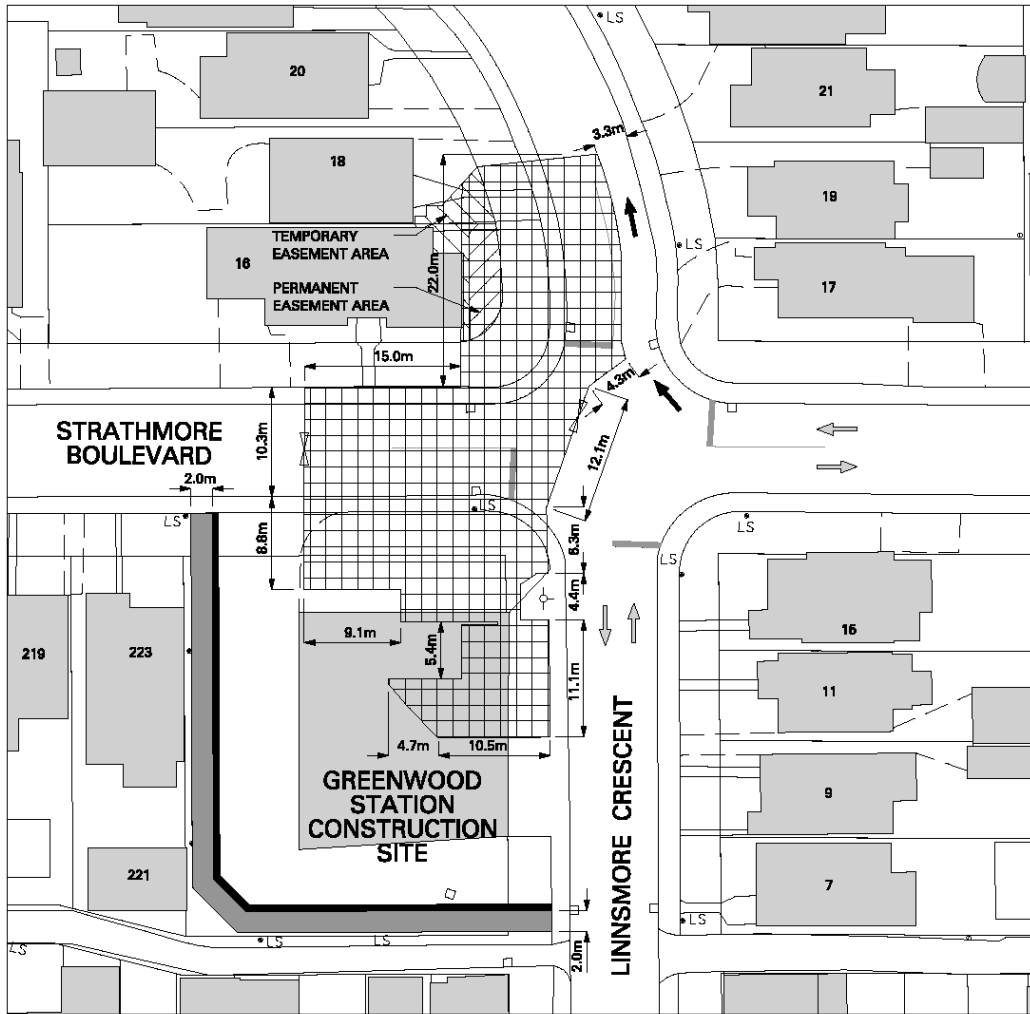 LS
20
21
3.3m
18
19
TEMPORARY
EASEMENT AREA
16
22.0m
LS
17
PERMANENT
EASEMENT AREA
15.0m
4.3m
STRATHMORE
BOULEVARD
10.3m
12.1m
2.0m
LS
LS
LS
8.8m
6.3m
LS
4.4m
15
9.1m
219
223
5.4m
11.1m
11
4.7m
10.5m
GREENWOOD
STATION
CONSTRUCTION
SITE
LINNSMORE CRESCENT
9
221
7
LS
LS
LS
LS
2.0m